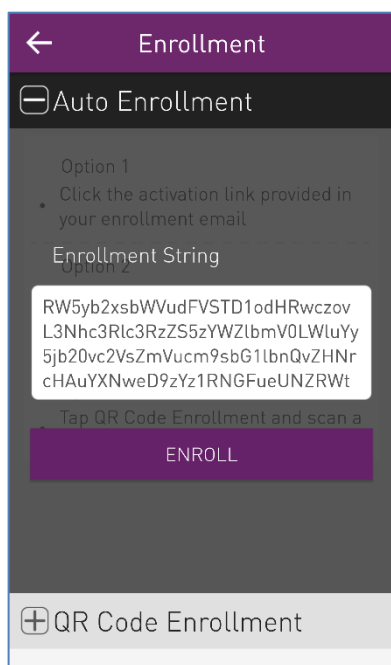 Enrollment
Auto Enrollment
Option 1
Click the activation link provided in
your enrollment email
Enrollment String
Option 2
RW5yb2xsbWVudFVSTD1odHRwczov
L3Nhc3Rlc3RzZS5zYWZlbmV0LWluYy
5jb20vc2VsZmVucm9sbG1lbnQvZHNr
cHAuYXNweD9zYz1RNGFueUNZRWt
Tap QR Code Enrollment and scan a
ENROLL
QR Code Enrollment